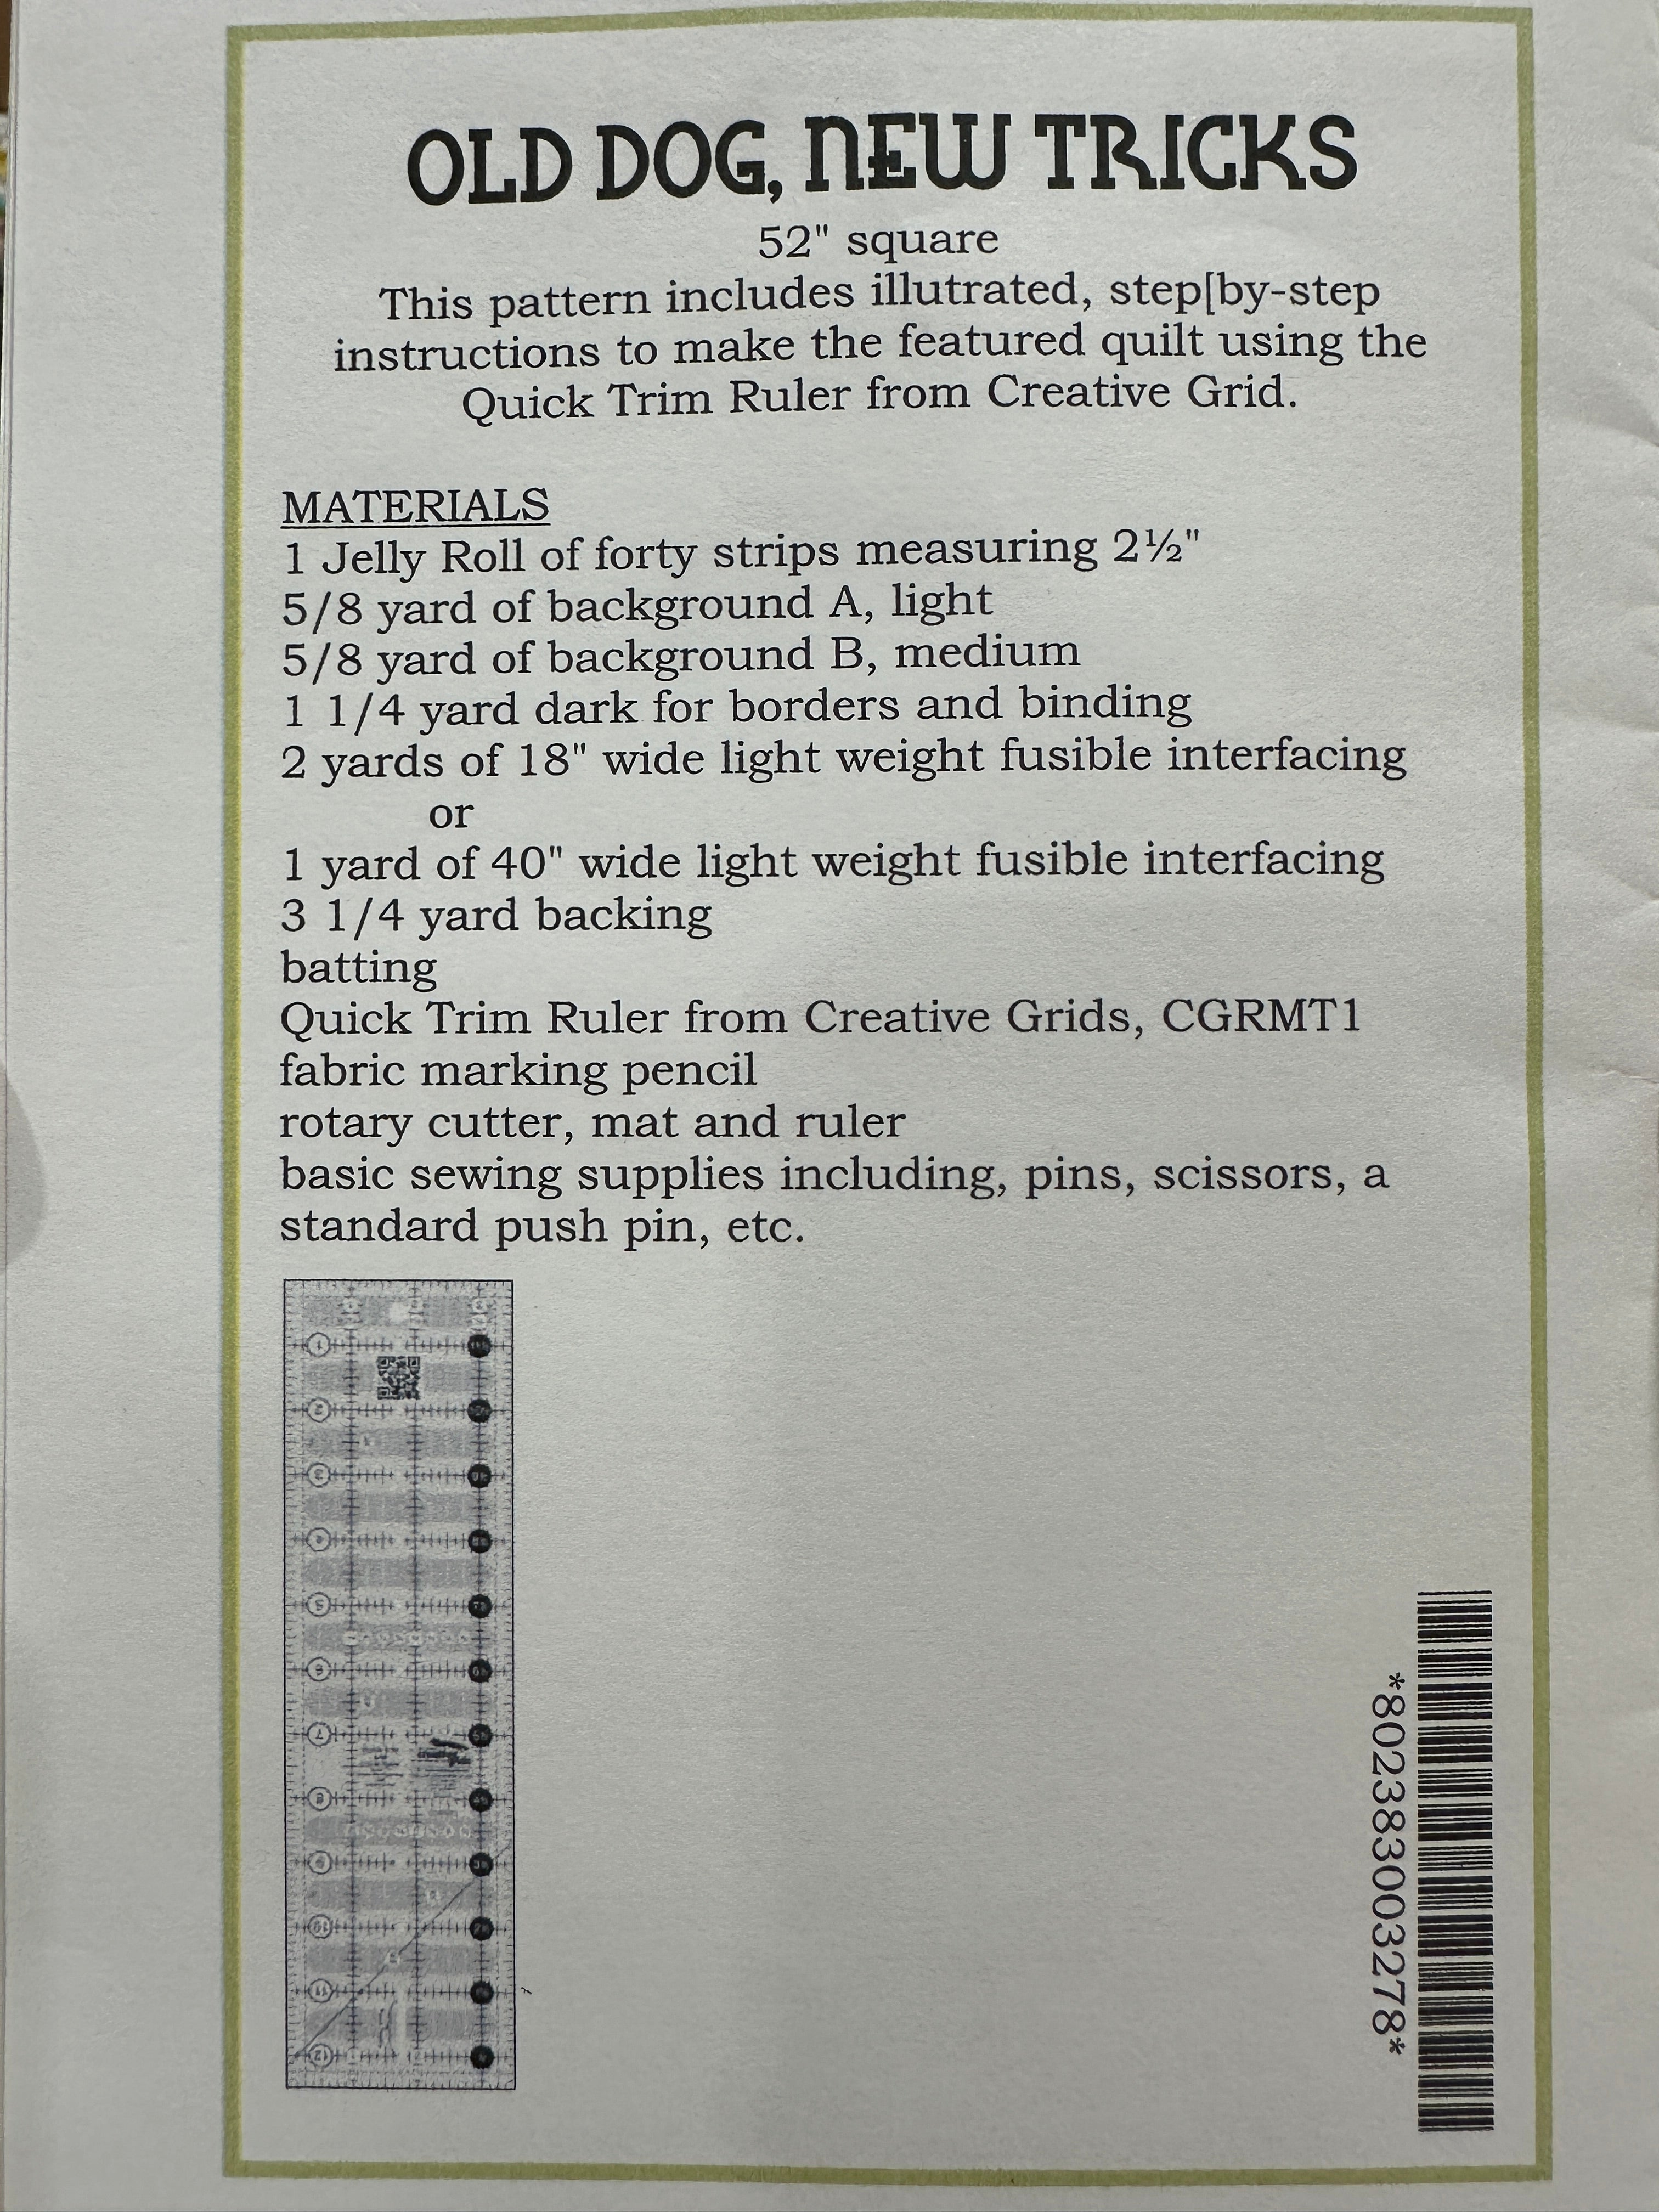 OLD DOG, NEW TRICKS
52" square
This pattern includes illutrated, step[by-step
instructions to make the featured quilt using the
Quick Trim Ruler from Creative Grid.
MATERIALS
1 Jelly Roll of forty strips measuring 2½"
5/8 yard of background A, light
5/8 yard of background B, medium
1 1/4 yard dark for borders and binding
2 yards of 18" wide light weight fusible interfacing
or
1 yard of 40" wide light weight fusible interfacing
3 1/4 yard backing
batting
Quick Trim Ruler from Creative Grids, CGRMT1
fabric marking pencil
rotary cutter, mat and ruler
basic sewing supplies including, pins, scissors, a
standard push pin, etc.
*802383003278*